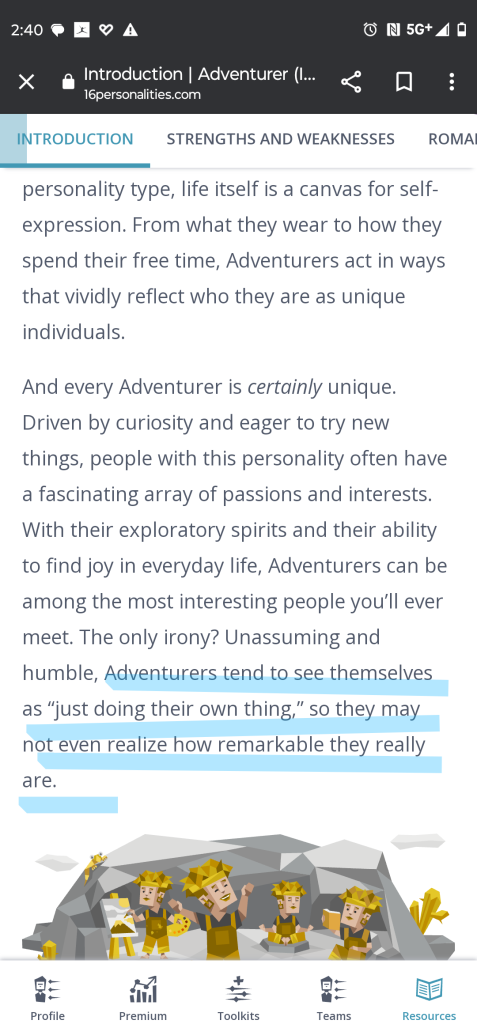 2:40
5G+
Introduction | Adventurer (I...
16personalities.com
INTRODUCTION STRENGTHS AND WEAKNESSES ROMA
personality type, life itself is a canvas for self-
expression. From what they wear to how they
spend their free time, Adventurers act in ways
that vividly reflect who they are as unique
individuals.
And every Adventurer is certainly unique.
Driven by curiosity and eager to try new
things, people with this personality often have
a fascinating array of passions and interests.
With their exploratory spirits and their ability
to find joy in everyday life, Adventurers can be
among the most interesting people you’ll ever
meet. The only irony? Unassuming and
humble, Adventurers tend to see themselves
as “just doing their own thing,” so they may
not even realize how remarkable they really
are.
Profile Premium Toolkits Teams Resources